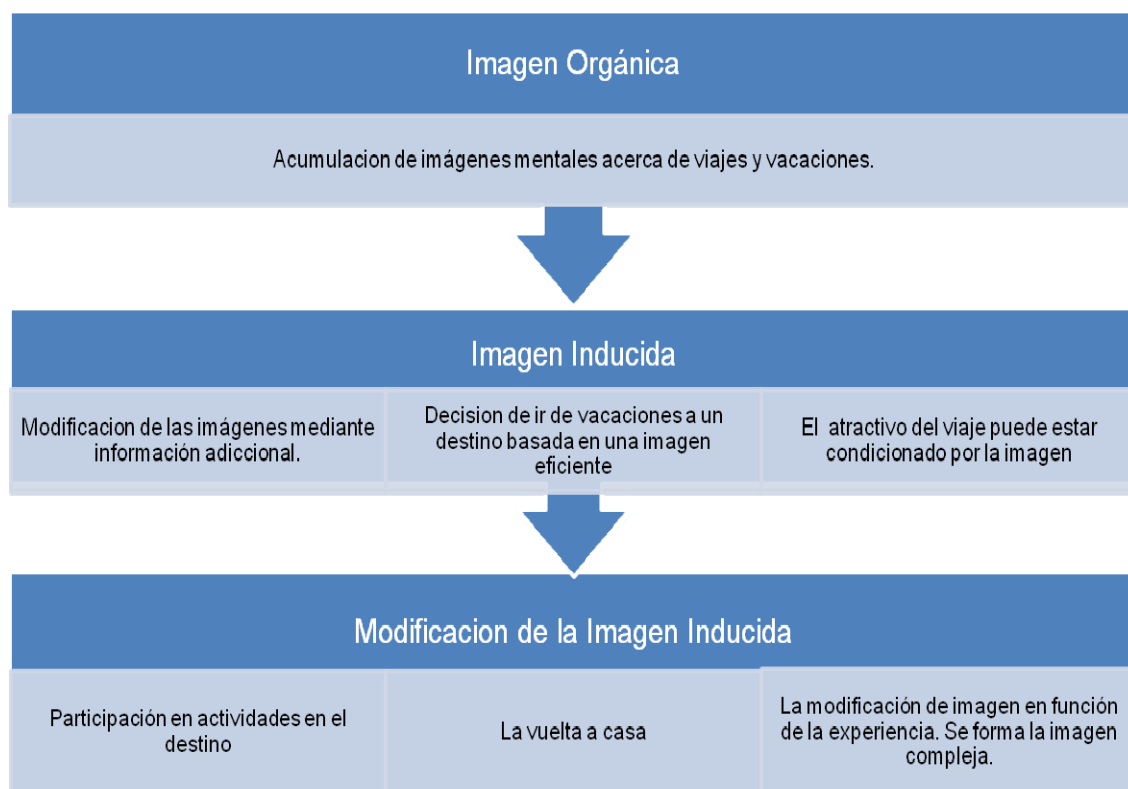 Imagen Orgánica
Acumulacion de imágenes mentales acerca de viajes y vacaciones.
Imagen Inducida
Modificacion de las imágenes mediante
información adiccional.
Decision de ir de vacaciones a un
destino basada en una imagen
eficiente
El atractivo del viaje puede estar
condicionado por la imagen
Modificacion de la Imagen Inducida
Participación en actividades en el
destino
La vuelta a casa
La modificación de imagen en función
de la experiencia. Se forma la imagen
compleja.